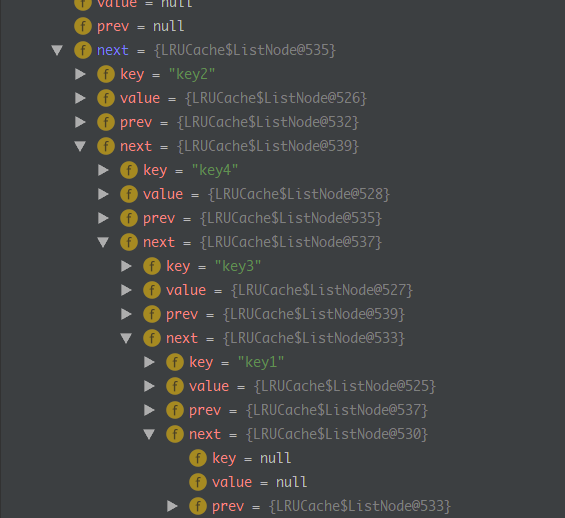 value = null
f prev = null
f next = {LRUCache$ListNode@535}
f key = "key2"
f value = {LRUCache$ListNode@526}
f prev = {LRUCache$ListNode@532}
f next = {LRUCache$ListNode@539}
f key = "key4"
f value = {LRUCache$ListNode@528}
f prev = {LRUCache$ListNode@535}
f next = {LRUCache$ListNode@537}
f key = "key3"
f value = {LRUCache$ListNode@527}
f prev = {LRUCache$ListNode@539}
f next = {LRUCache$ListNode@533}
f key = "key1"
f value = {LRUCache$ListNode@525}
f prev = {LRUCache$ListNode@537}
f next = {LRUCache$ListNode@530}
f key = null
f value = null
f prev = {LRUCache$ListNode@533}